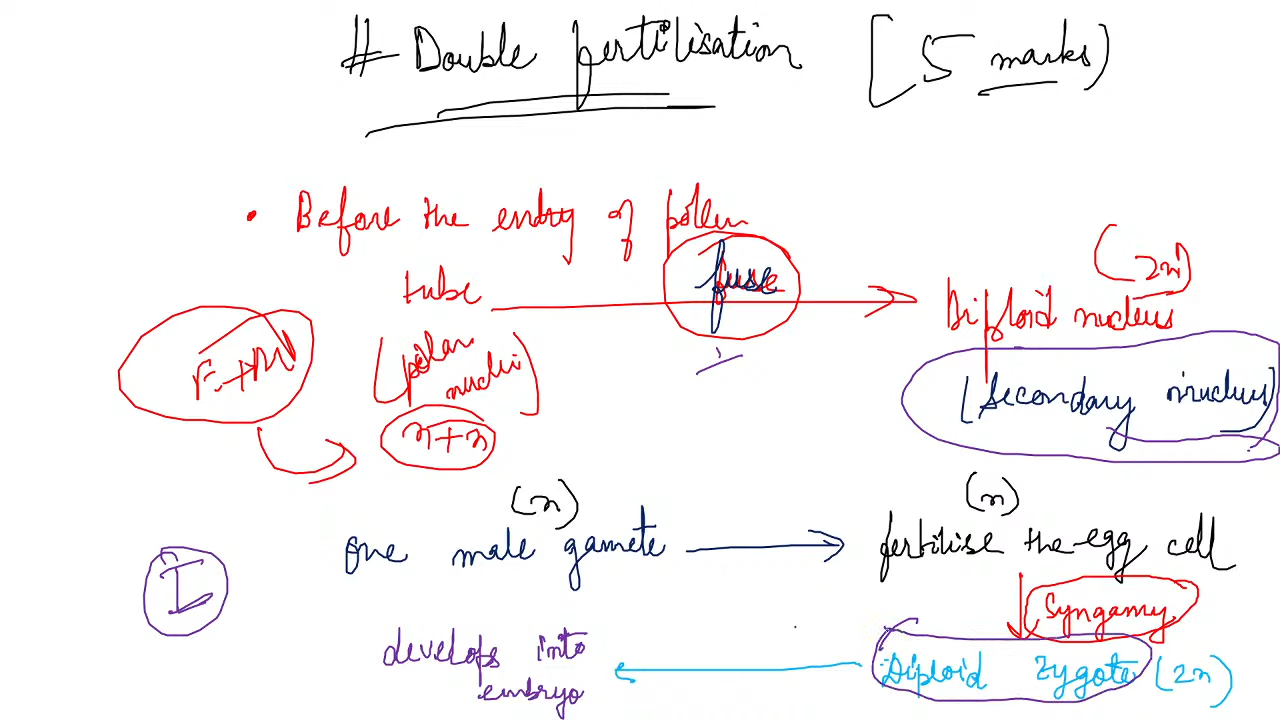 # Double fertilisation [5 marks)
• Before the entry of pollen
tube fuse Diploid nucleus (2n)
(polar nuclei) [Secondary nucleus]
n+n
(n) (n)
I one male gamete fertilise the egg cell
Syngamy
develops into Diploid zygote (2n)
embryo